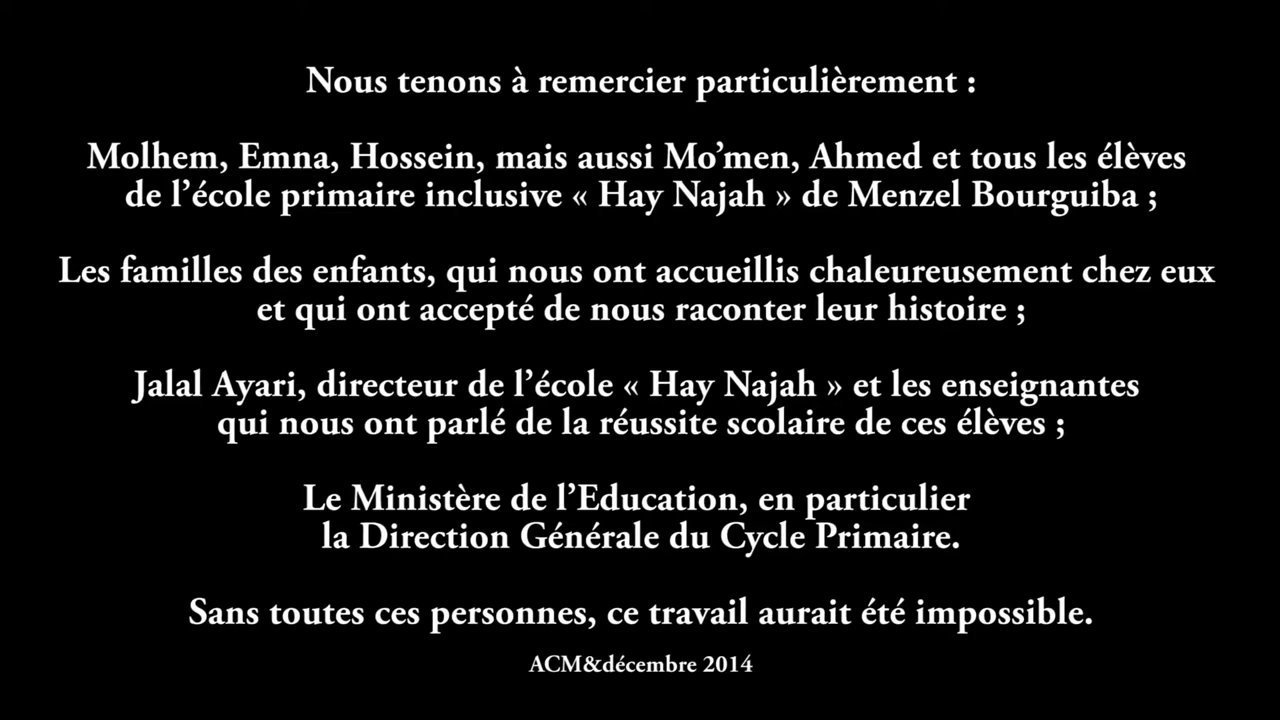 Nous tenons à remercier particulièrement :
Molhem, Emna, Hossein, mais aussi Mo’men, Ahmed et tous les élèves
de l’école primaire inclusive « Hay Najah » de Menzel Bourguiba ;
Les familles des enfants, qui nous ont accueillis chaleureusement chez eux
et qui ont accepté de nous raconter leur histoire ;
Jalal Ayari, directeur de l’école « Hay Najah » et les enseignantes
qui nous ont parlé de la réussite scolaire de ces élèves ;
Le Ministère de l’Education, en particulier
la Direction Générale du Cycle Primaire.
Sans toutes ces personnes, ce travail aurait été impossible.
ACM&décembre 2014